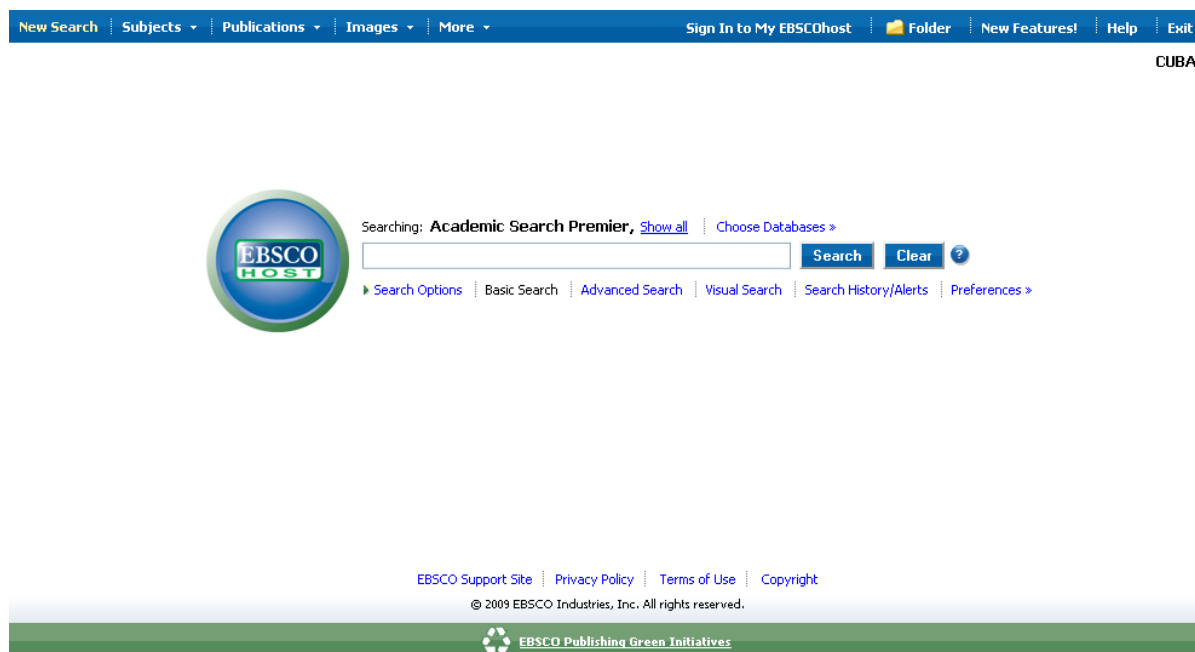 New Search Subjects Publications Images More Sign In to My EBSCOhost Folder New Features! Help Exit
CUBA
Searching: Academic Search Premier, Show all Choose Databases »
EBSCO
HOST
Search Clear ?
Search Options Basic Search Advanced Search Visual Search Search History/Alerts Preferences »
EBSCO Support Site Privacy Policy Terms of Use Copyright
© 2009 EBSCO Industries, Inc. All rights reserved.
EBSCO Publishing Green Initiatives